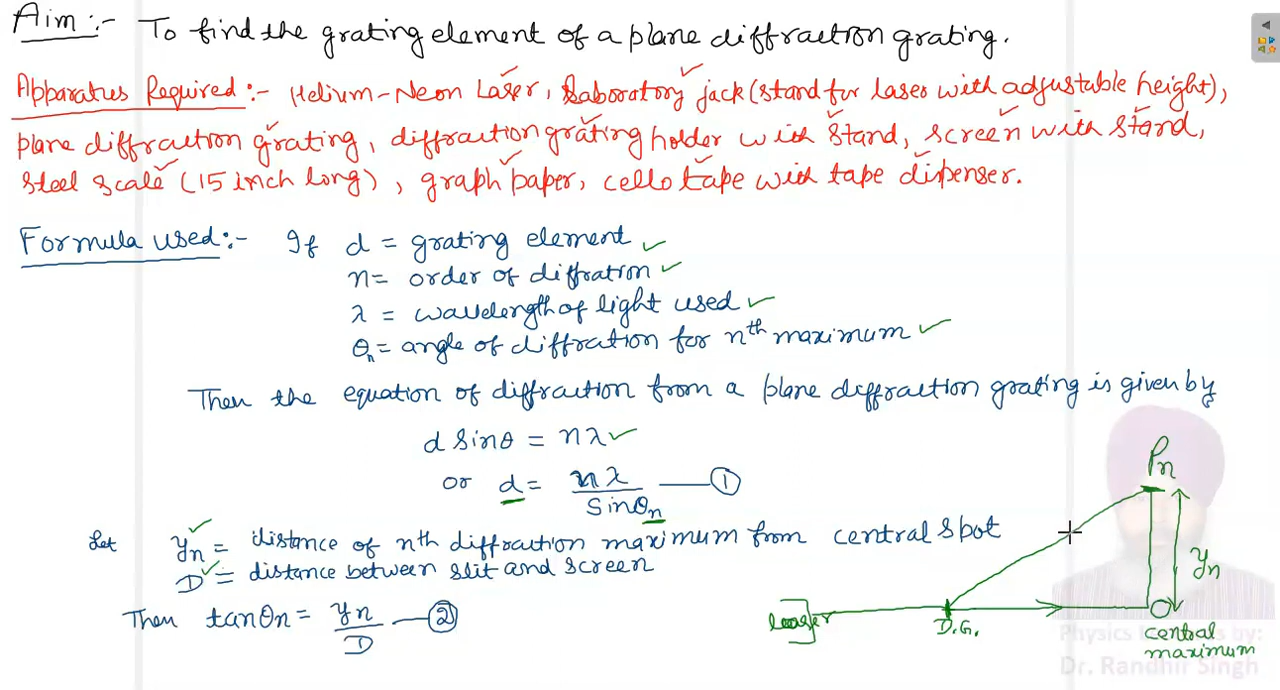 Aim:- To find the grating element of a plane diffraction grating.
Apparatus Required:- Helium-Neon Laser, Laboratory jack (stand for laser with adjustable height),
plane diffraction grating, diffraction grating holder with stand, screen with stand,
steel scale (15 inch long), graph paper, cello tape with tape dispenser.
Formula used:- If d = grating element
n = order of diffration
λ = wavelength of light used
θn = angle of diffration for nth maximum
Then the equation of diffraction from a plane diffraction grating is given by
d sinθ = nλ
or d = nλ / sinθn —— ①
Let yn = distance of nth diffraction maximum from central spot
D = distance between slit and screen
Then tanθn = yn / D —— ②
Pn
yn
laser
D.G.
central
maximum
Physics by:
Dr. Randhir Singh